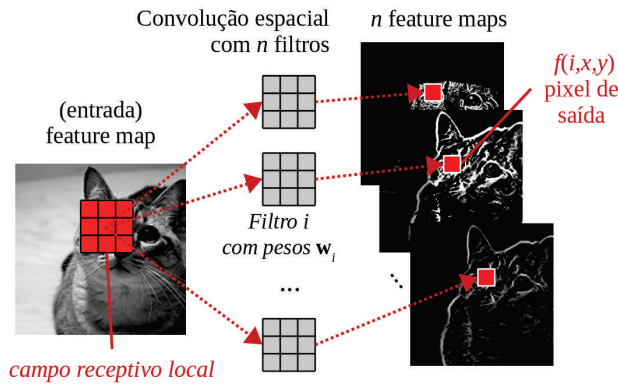 Convolução espacial
com n filtros
n feature maps
(entrada)
feature map
f(i,x,y)
pixel de
saída
Filtro i
com pesos wᵢ
...
...
campo receptivo local